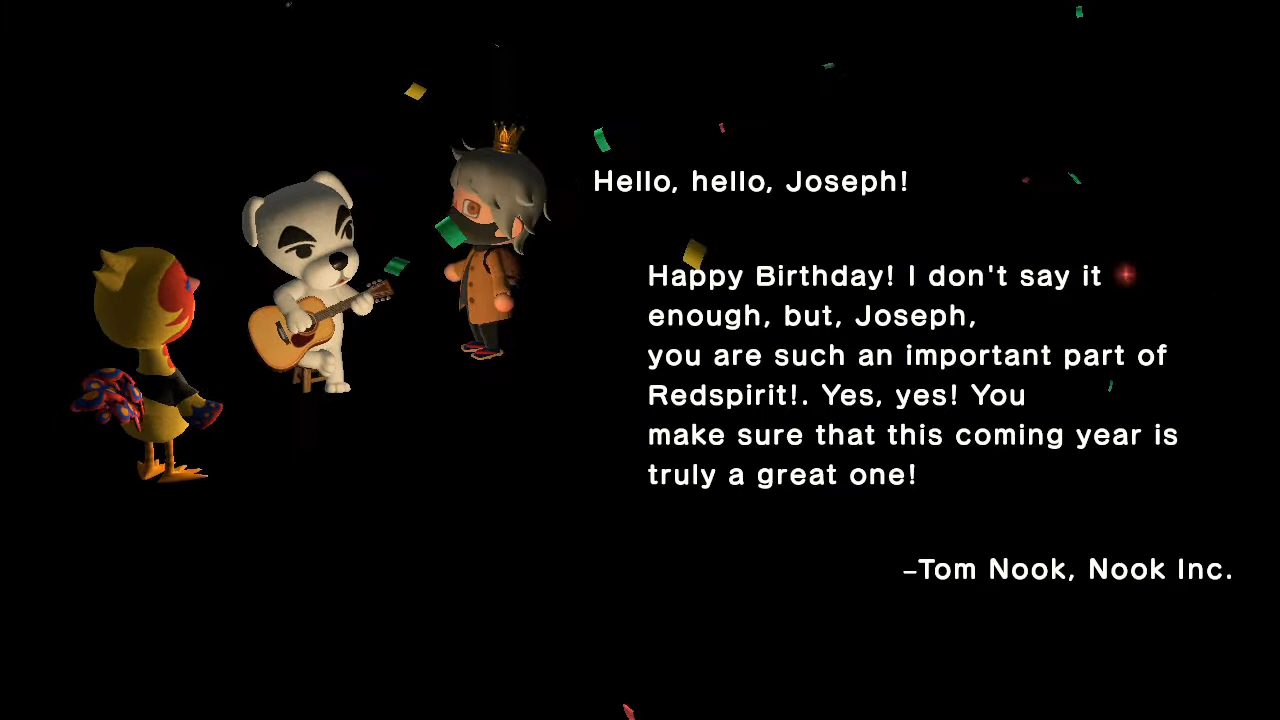 Hello, hello, Joseph!
Happy Birthday! I don't say it
enough, but, Joseph,
you are such an important part of
Redspirit!. Yes, yes! You
make sure that this coming year is
truly a great one!
–Tom Nook, Nook Inc.